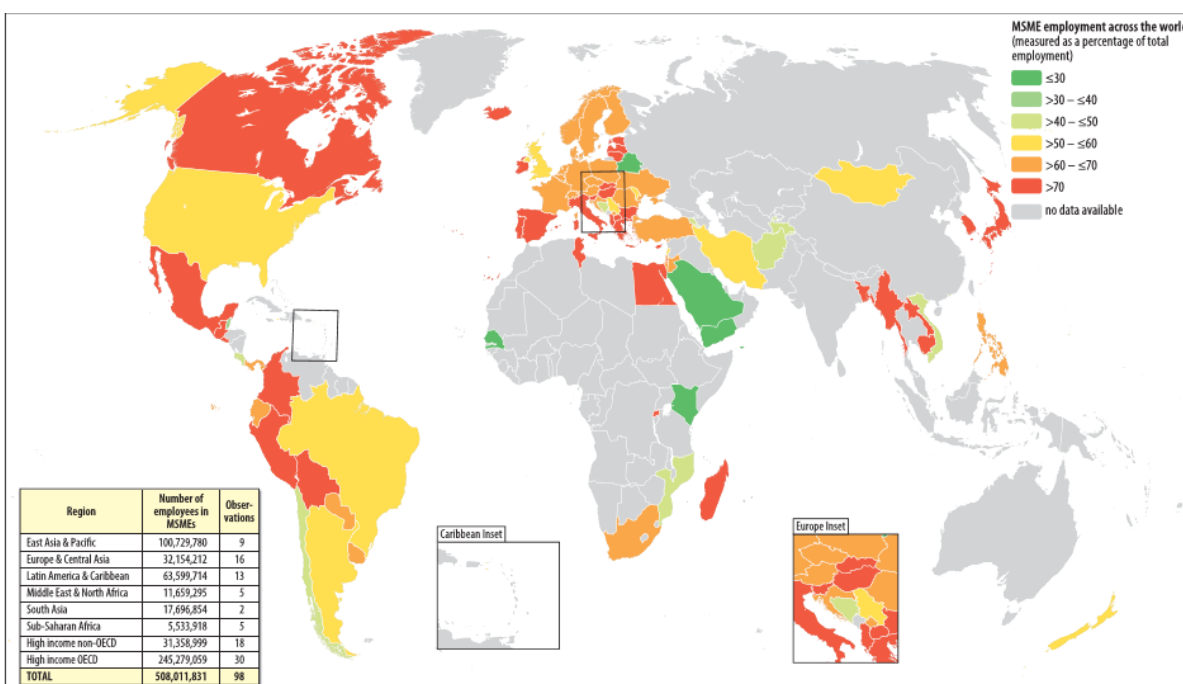 MSME employment across the worl
(measured as a percentage of total
employment)
≤30
>30 – ≤40
>40 – ≤50
>50 – ≤60
>60 – ≤70
>70
no data available
Region Number of employees in MSMEs Obser-vations
East Asia & Pacific 100,729,780 9
Europe & Central Asia 32,154,212 16
Latin America & Caribbean 63,599,714 13
Middle East & North Africa 11,659,295 5
South Asia 17,696,854 2
Sub-Saharan Africa 5,533,918 5
High income non-OECD 31,358,999 18
High income OECD 245,279,059 30
TOTAL 508,011,831 98
Caribbean Inset
Europe Inset